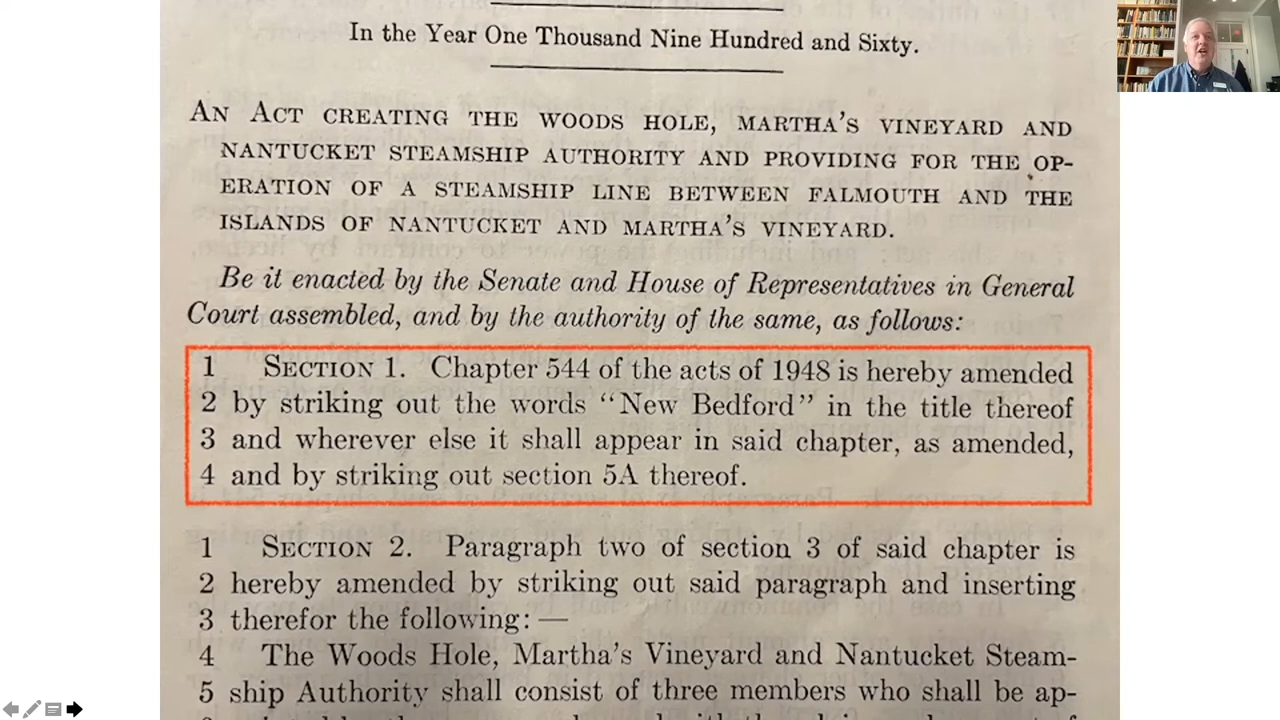 In the Year One Thousand Nine Hundred and Sixty.
AN ACT CREATING THE WOODS HOLE, MARTHA'S VINEYARD AND
NANTUCKET STEAMSHIP AUTHORITY AND PROVIDING FOR THE OP-
ERATION OF A STEAMSHIP LINE BETWEEN FALMOUTH AND THE
ISLANDS OF NANTUCKET AND MARTHA'S VINEYARD.
Be it enacted by the Senate and House of Representatives in General
Court assembled, and by the authority of the same, as follows:
1 SECTION 1. Chapter 544 of the acts of 1948 is hereby amended
2 by striking out the words "New Bedford" in the title thereof
3 and wherever else it shall appear in said chapter, as amended,
4 and by striking out section 5A thereof.
1 SECTION 2. Paragraph two of section 3 of said chapter is
2 hereby amended by striking out said paragraph and inserting
3 therefor the following: —
4 The Woods Hole, Martha's Vineyard and Nantucket Steam-
5 ship Authority shall consist of three members who shall be ap-